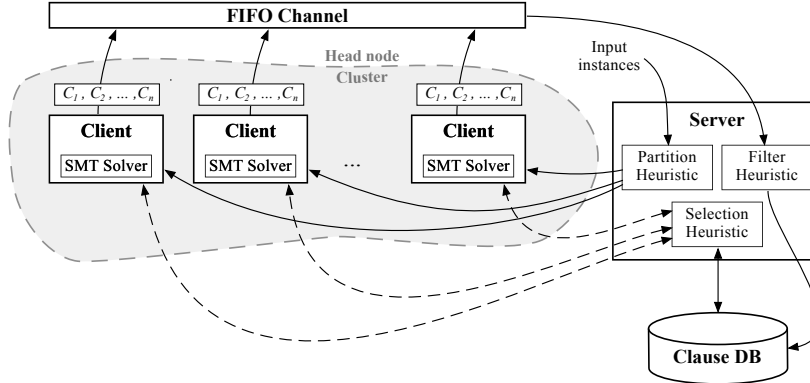 FIFO Channel
Head node
Cluster
Input
instances
C1 , C2 , ... ,Cn
C1 , C2 , ... ,Cn
C1 , C2 , ... ,Cn
Client
Client
Client
SMT Solver
SMT Solver
...
SMT Solver
Server
Partition
Heuristic
Filter
Heuristic
Selection
Heuristic
Clause DB